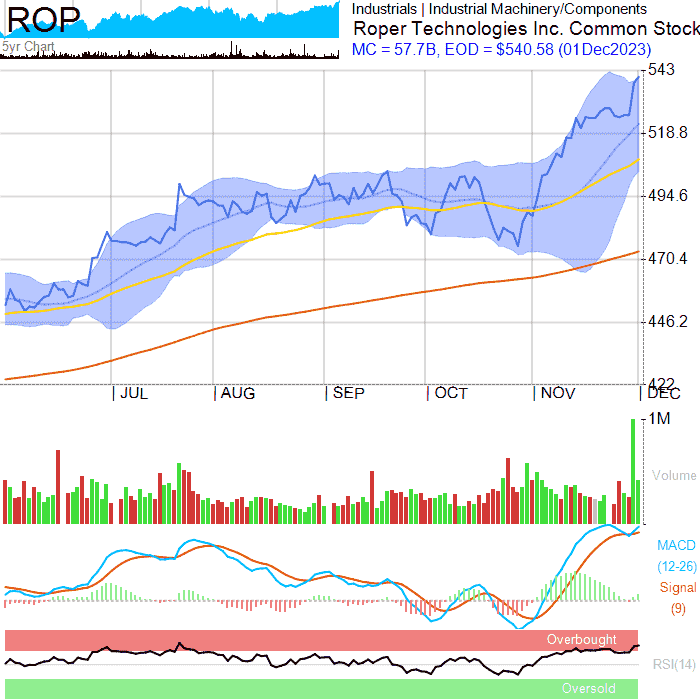 ROP
5yr Chart
Industrials | Industrial Machinery/Components
Roper Technologies Inc. Common Stock
MC = 57.7B, EOD = $540.58 (01Dec2023)
543
518.8
494.6
470.4
446.2
422
| JUL | AUG | SEP | OCT | NOV | DEC
1M
Volume
MACD
(12-26)
Signal
(9)
Overbought
RSI(14)
Oversold